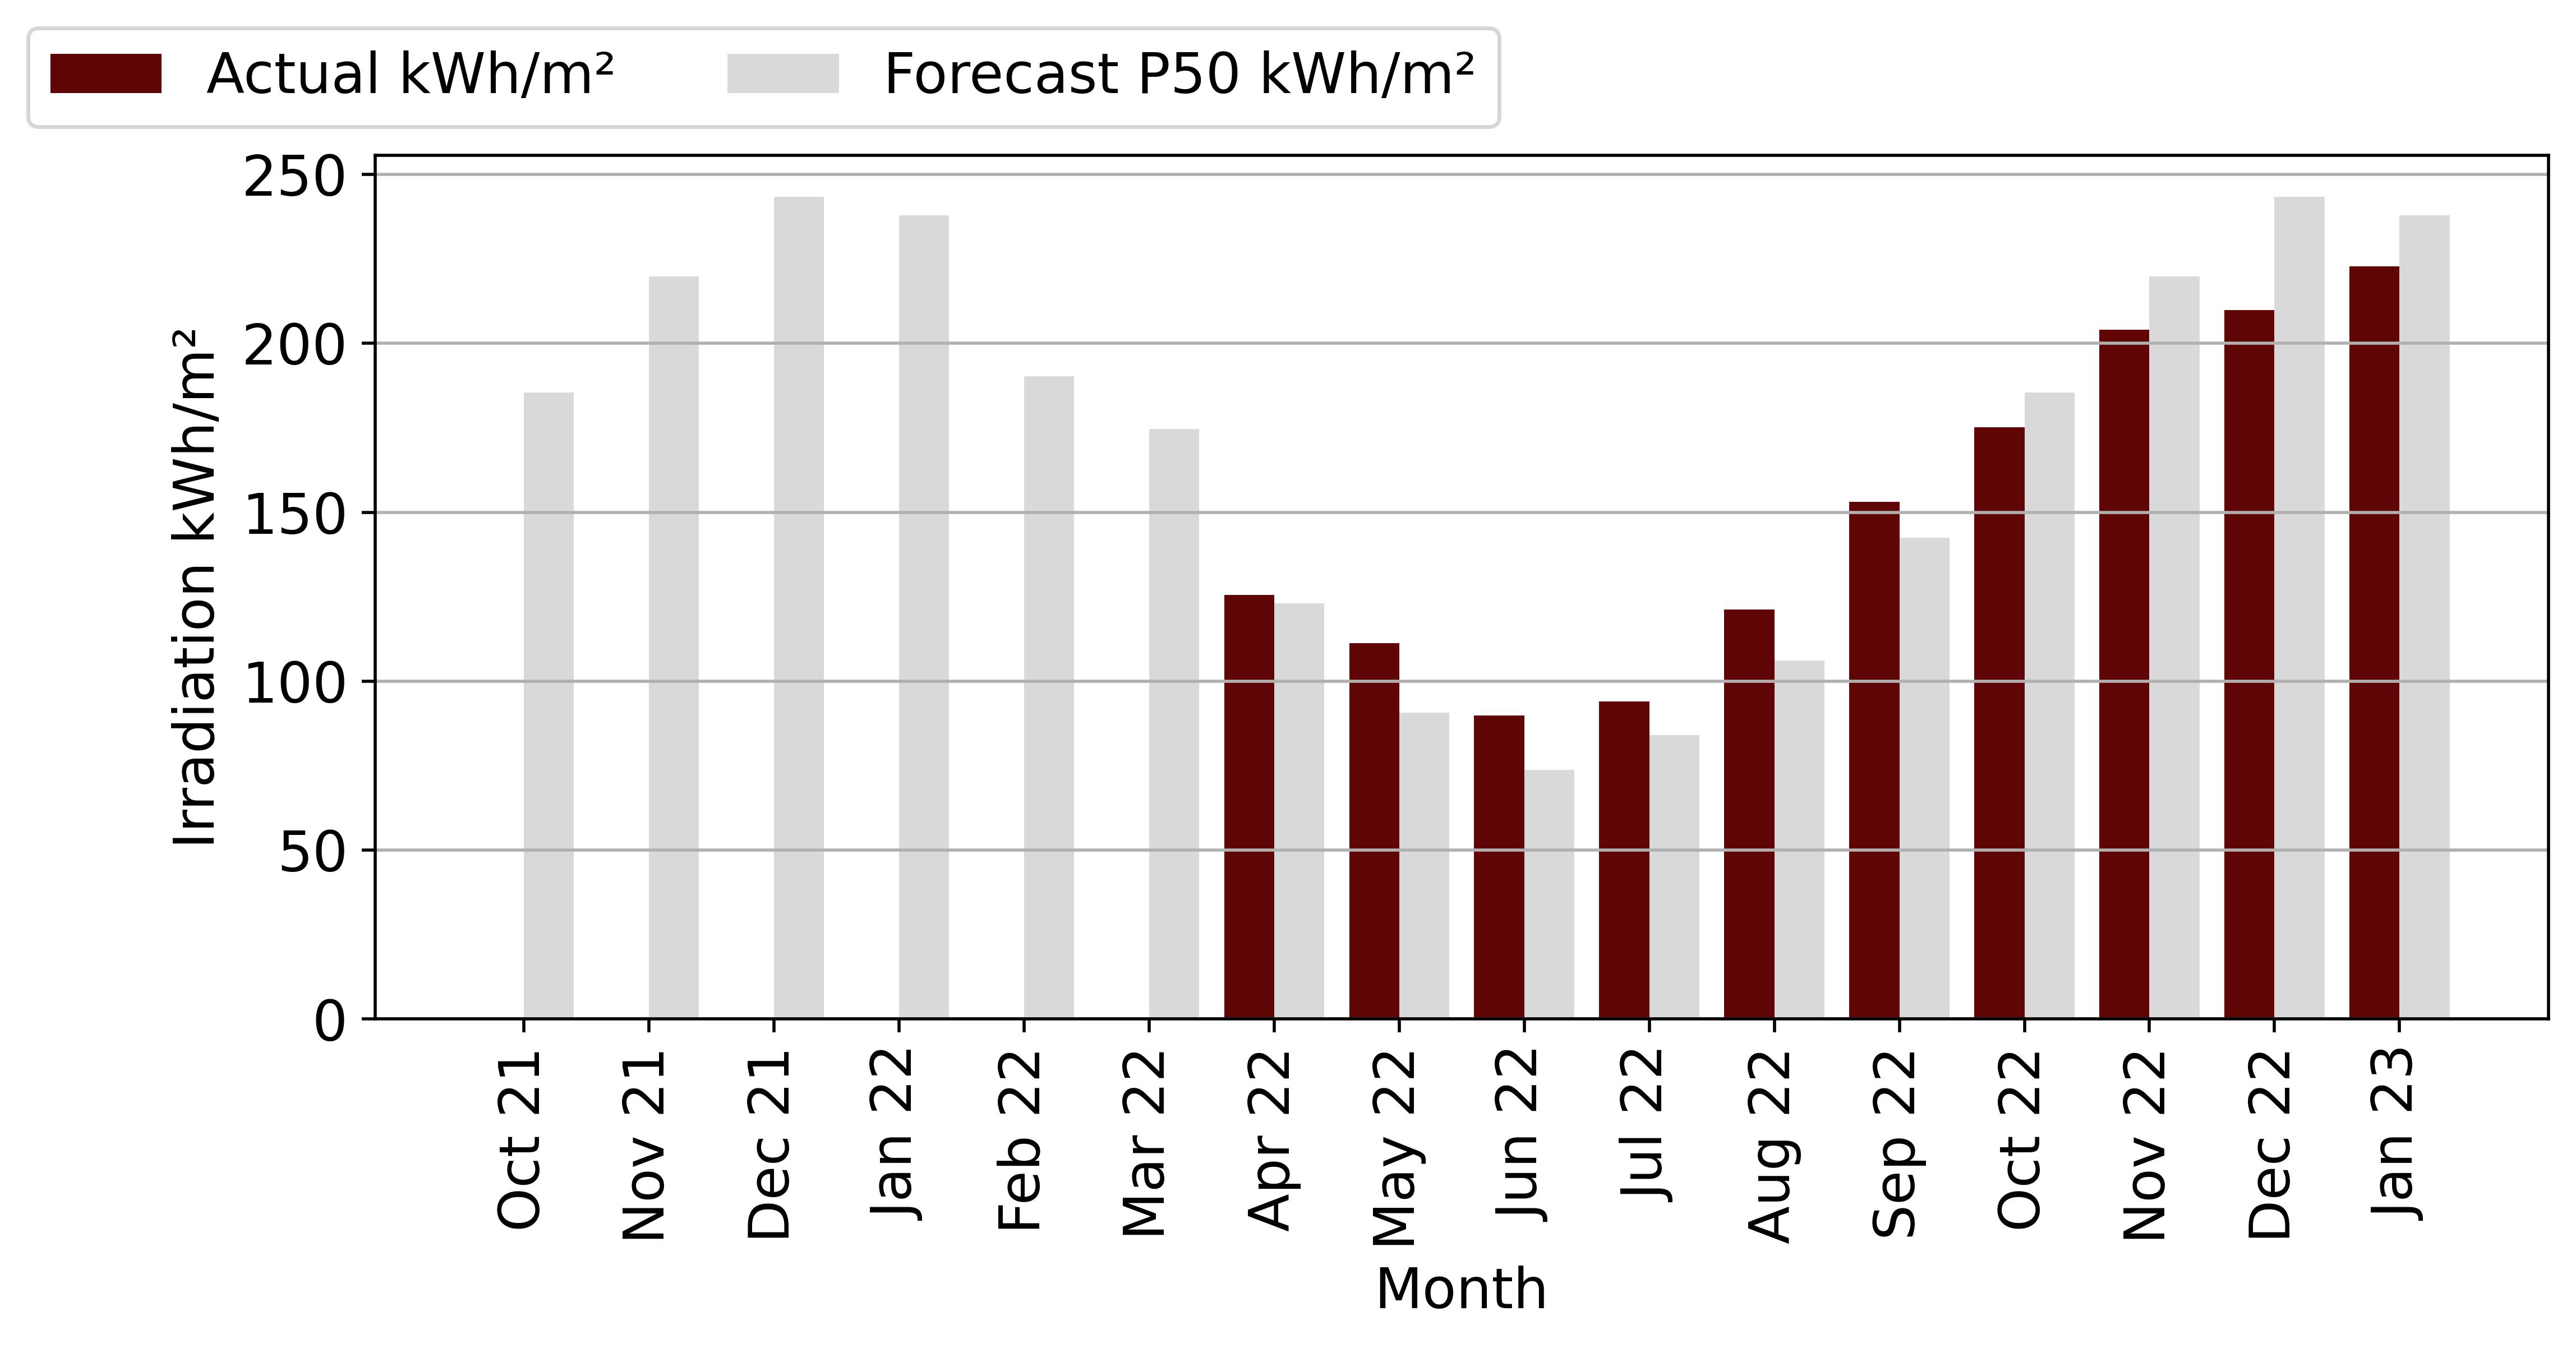 Actual kWh/m²
Forecast P50 kWh/m²
Irradiation kWh/m²
250
200
150
100
50
0
Oct 21
Nov 21
Dec 21
Jan 22
Feb 22
Mar 22
Apr 22
May 22
Jun 22
Jul 22
Aug 22
Sep 22
Oct 22
Nov 22
Dec 22
Jan 23
Month